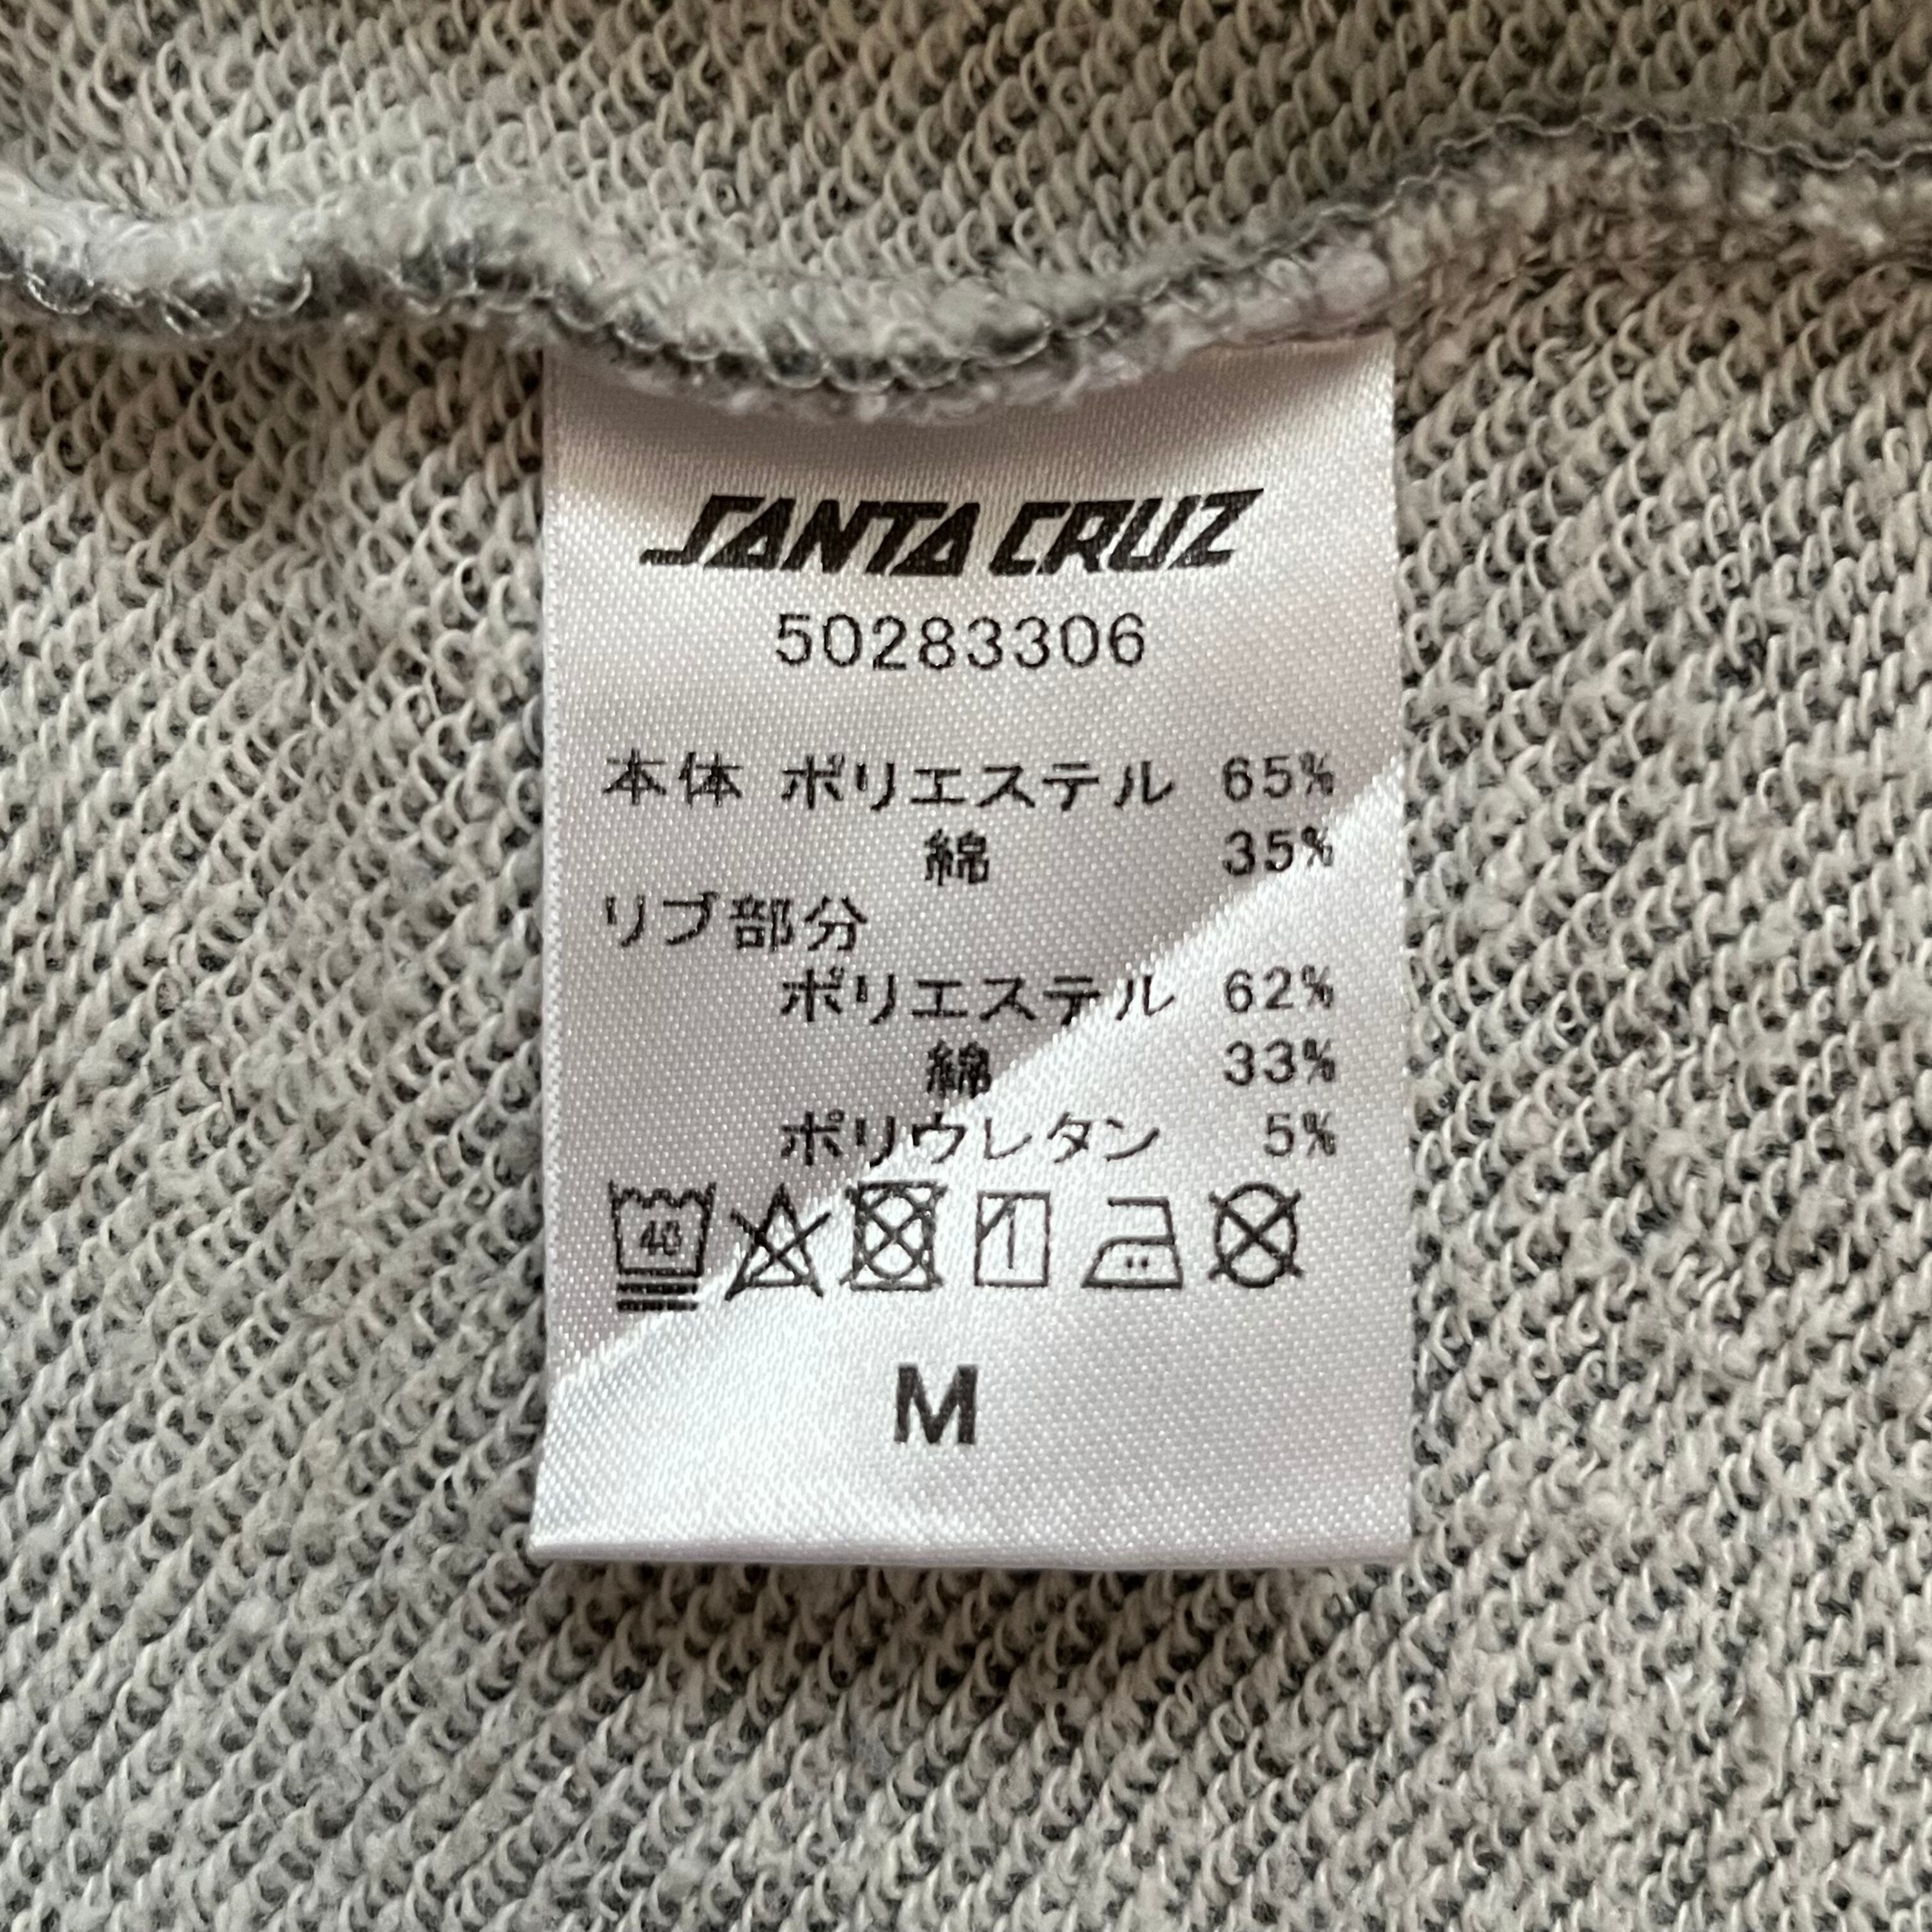 SANTA CRUZ
50283306
本体 ポリエステル 65%
綿 35%
リブ部分
ポリエステル 62%
綿 33%
ポリウレタン 5%
40
M